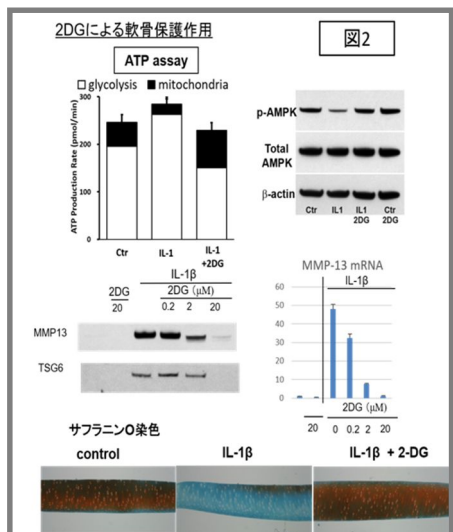 2DGによる軟骨保護作用
図2
ATP assay
□glycolysis ■mitochondria
ATP Production Rate (pmol/min)
300
200
100
0
Ctr
IL-1
IL-1
+2DG
p-AMPK
Total
AMPK
β-actin
Ctr
IL1
IL1
2DG
Ctr
2DG
IL-1β
2DG
2DG (μM)
20
0.2
2
20
MMP13
TSG6
MMP-13 mRNA
IL-1β
60
50
40
30
20
10
0
20
0
0.2
2
20
2DG (μM)
サフラニンO染色
control
IL-1β
IL-1β + 2-DG